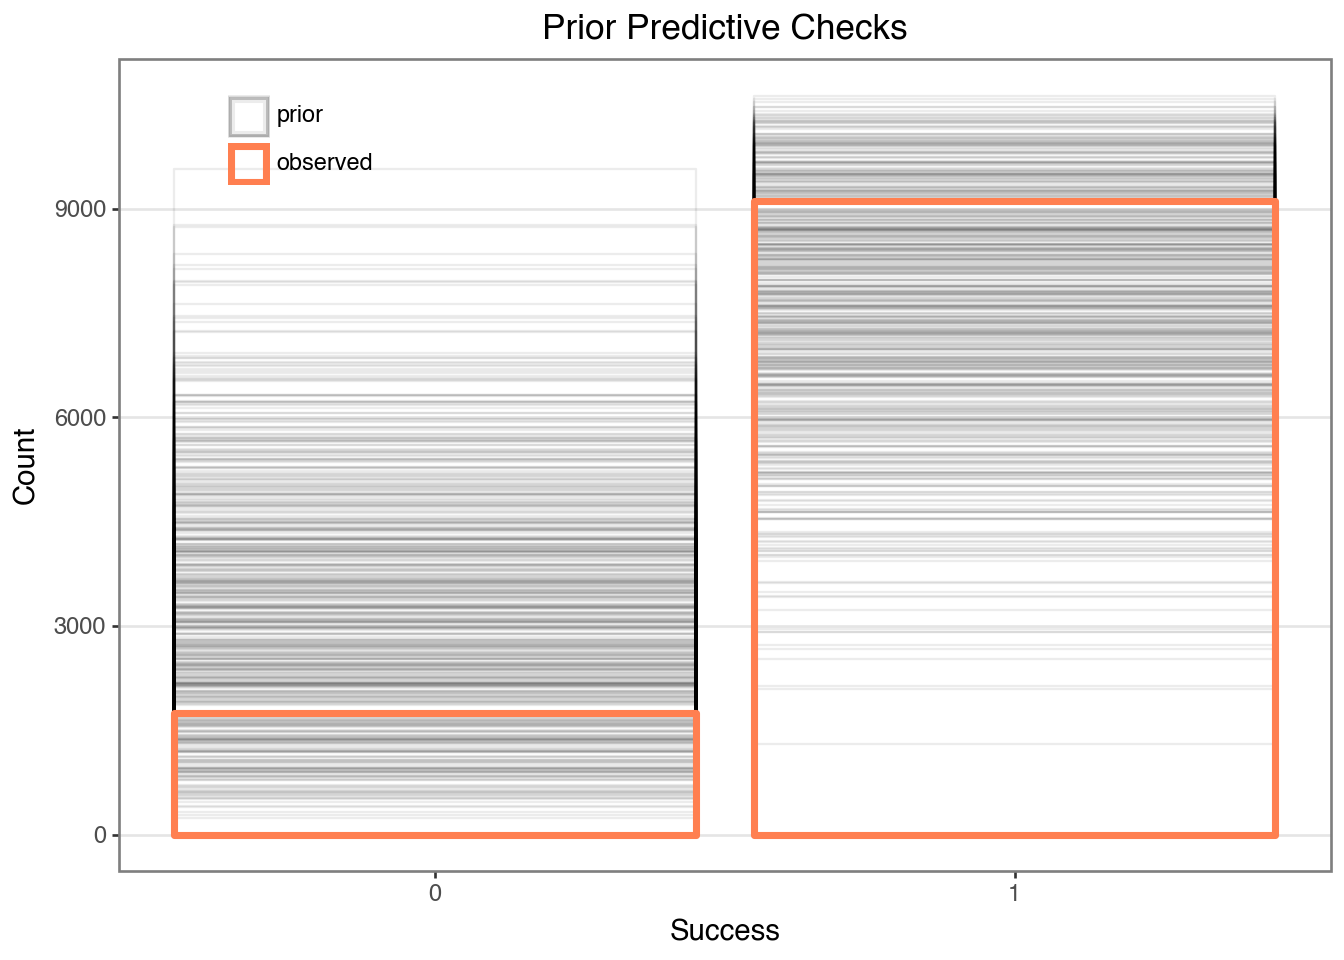 Prior Predictive Checks
prior
observed
9000
6000
3000
0
Count
0
1
Success